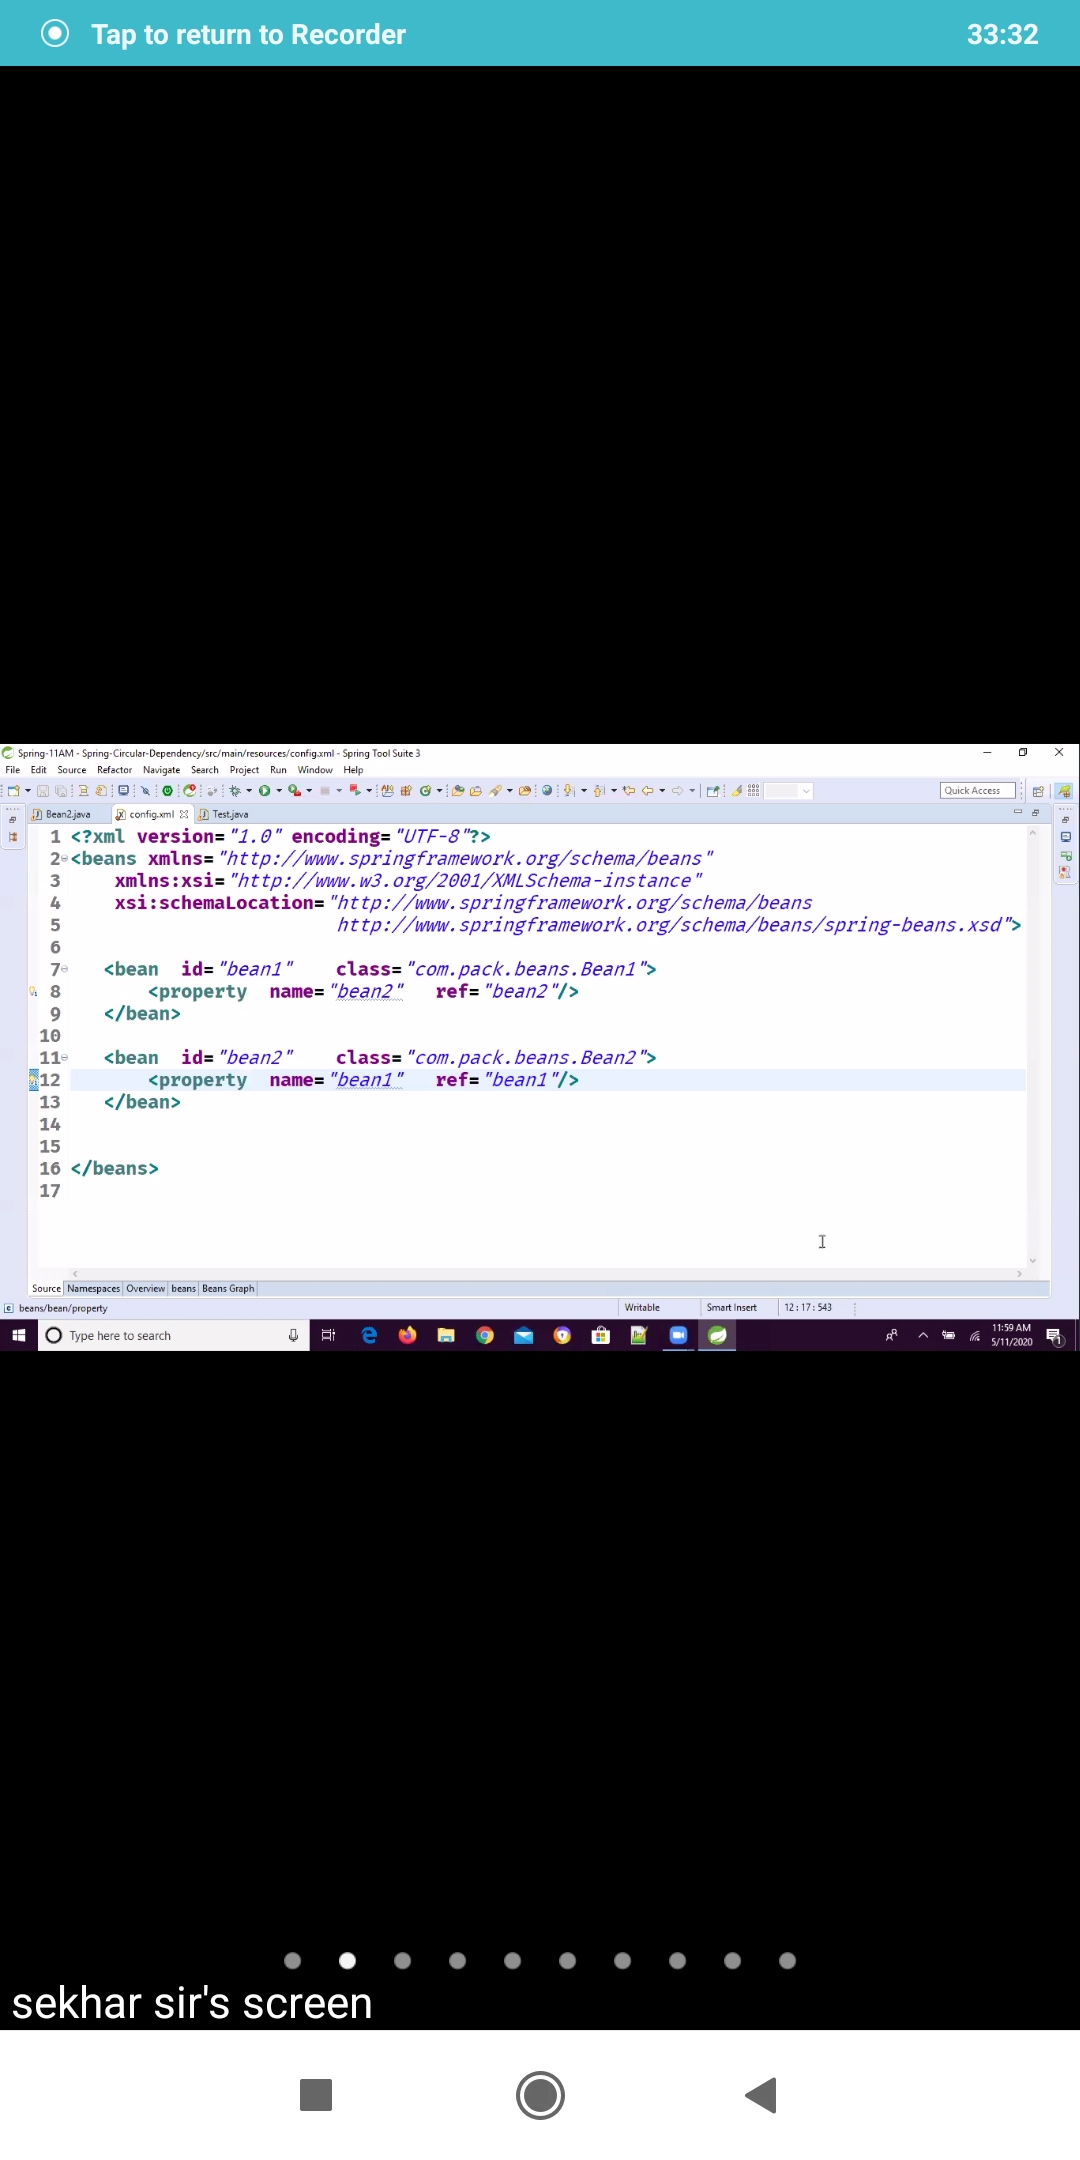 Tap to return to Recorder 33:32
Spring-11AM - Spring-Circular-Dependency/src/main/resources/config.xml - Spring Tool Suite 3
File Edit Source Refactor Navigate Search Project Run Window Help
Quick Access
Bean2.java config.xml Test.java
1 <?xml version="1.0" encoding="UTF-8"?>
2 <beans xmlns="http://www.springframework.org/schema/beans"
3 xmlns:xsi="http://www.w3.org/2001/XMLSchema-instance"
4 xsi:schemaLocation="http://www.springframework.org/schema/beans
5 http://www.springframework.org/schema/beans/spring-beans.xsd">
6
7 <bean id="bean1" class="com.pack.beans.Bean1">
8 <property name="bean2" ref="bean2"/>
9 </bean>
10
11 <bean id="bean2" class="com.pack.beans.Bean2">
12 <property name="bean1" ref="bean1"/>
13 </bean>
14
15
16 </beans>
17
Source Namespaces Overview beans Beans Graph
beans/bean/property Writable Smart Insert 12:17:543
Type here to search 11:59 AM
5/11/2020
sekhar sir's screen